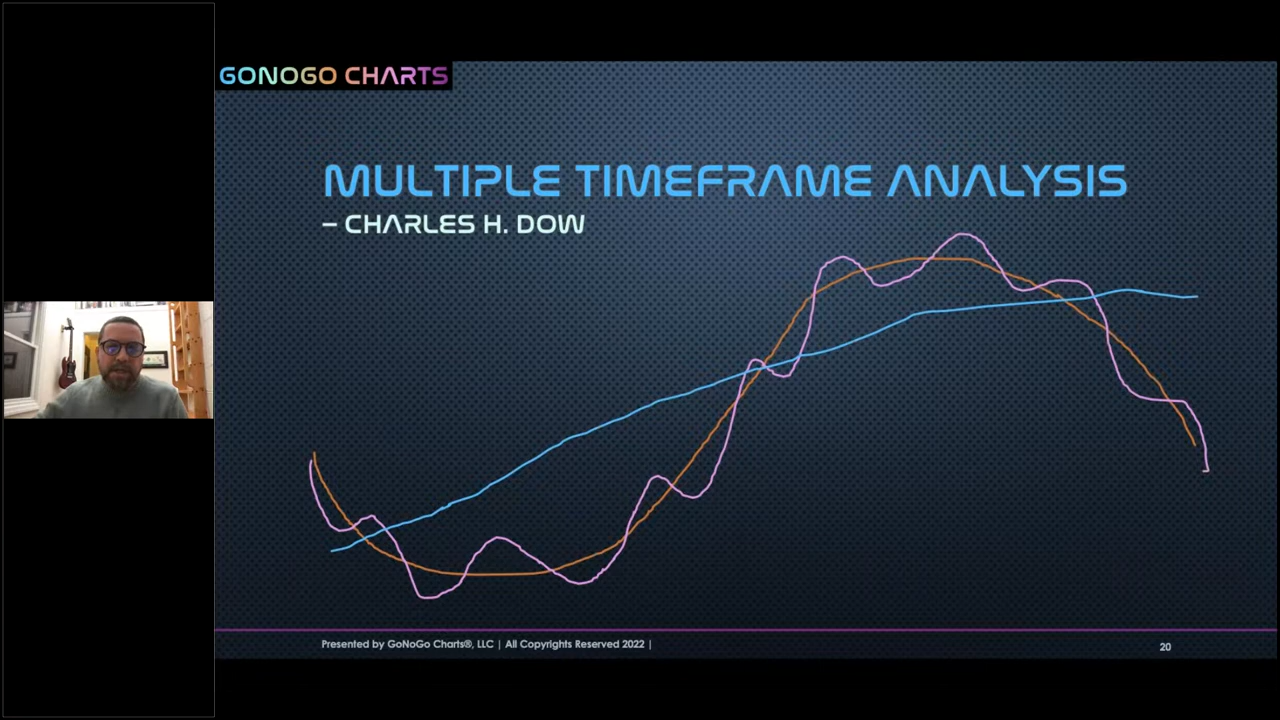 GONOGO CHARTS
MULTIPLE TIMEFRAME ANALYSIS
– CHARLES H. DOW
Presented by GoNoGo Charts®, LLC | All Copyrights Reserved 2022 |
20